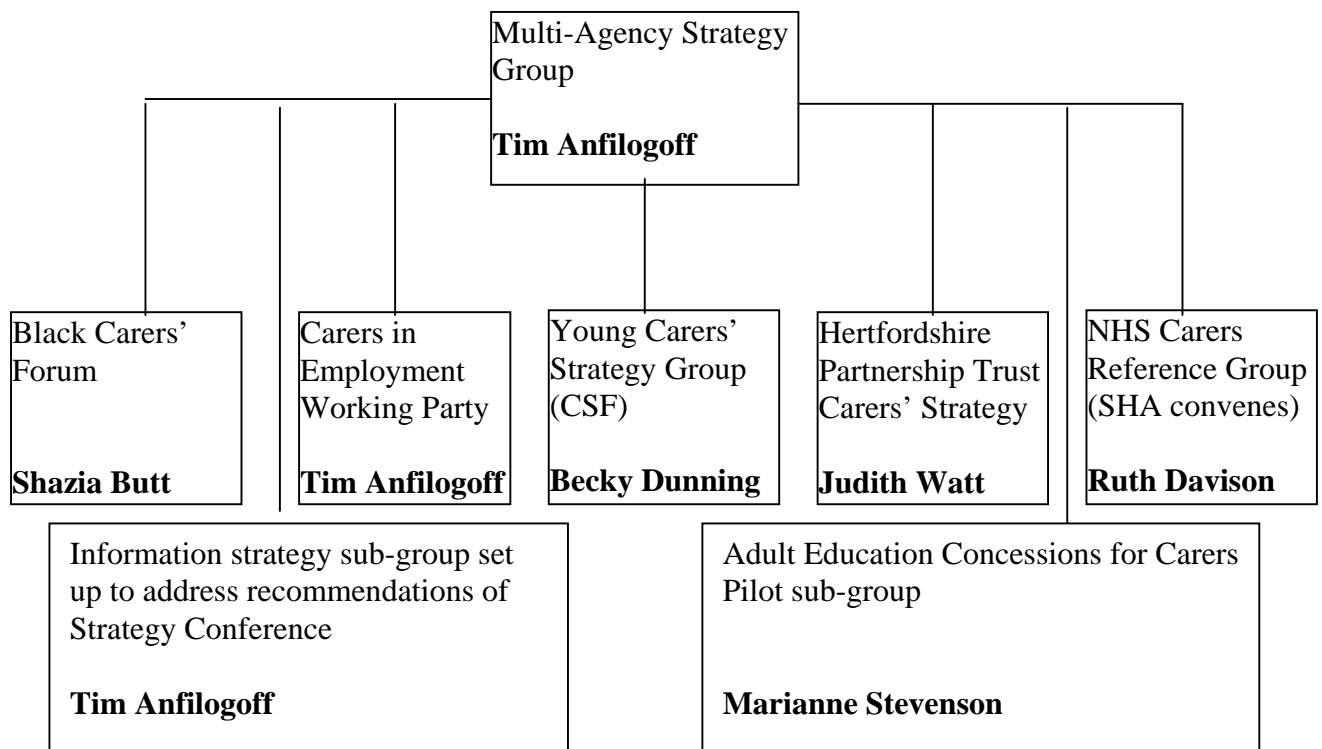 Multi-Agency Strategy
Group
Tim Anfilogoff
Black Carers’
Forum
Shazia Butt
Carers in
Employment
Working Party
Tim Anfilogoff
Young Carers’
Strategy Group
(CSF)
Becky Dunning
Hertfordshire
Partnership Trust
Carers’ Strategy
Judith Watt
NHS Carers
Reference Group
(SHA convenes)
Ruth Davison
Information strategy sub-group set
up to address recommendations of
Strategy Conference
Tim Anfilogoff
Adult Education Concessions for Carers
Pilot sub-group
Marianne Stevenson